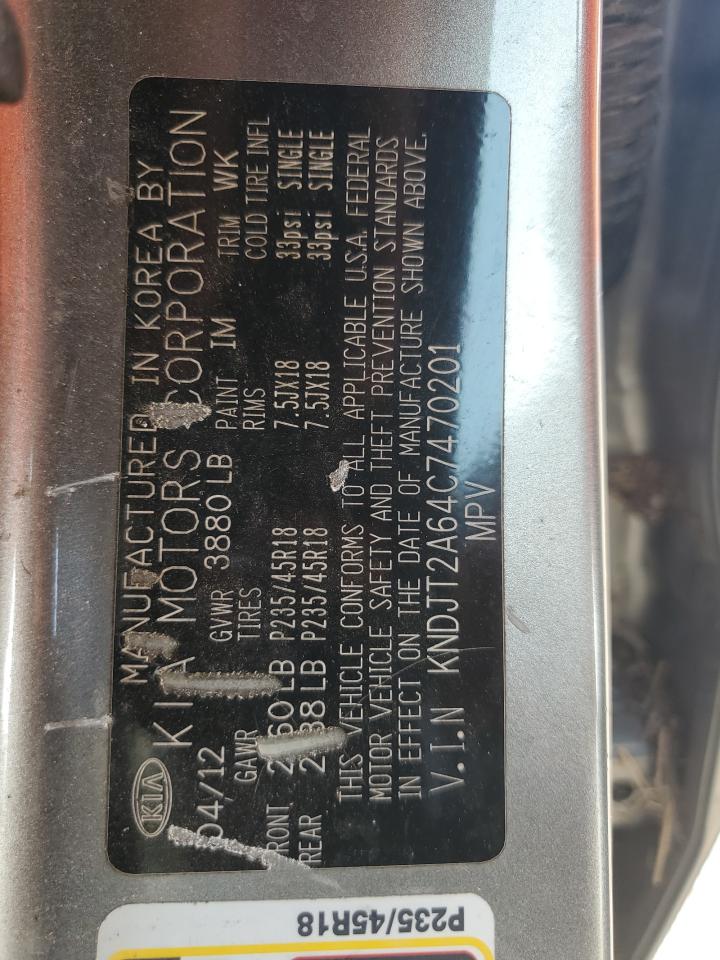 KIA
MANUFACTURED IN KOREA BY
KIA MOTORS CORPORATION
04/12 GVWR 3880 LB PAINT IM TRIM WK
GAWR TIRES RIMS COLD TIRE INFL
FRONT LB P235/45R18 7.5JX18 33psi SINGLE
REAR LB P235/45R18 7.5JX18 33psi SINGLE
THIS VEHICLE CONFORMS TO ALL APPLICABLE U.S.A. FEDERAL
MOTOR VEHICLE SAFETY AND THEFT PREVENTION STANDARDS
IN EFFECT ON THE DATE OF MANUFACTURE SHOWN ABOVE.
V.I.N KNDJT2A64C7470201
MPV
P235/45R18